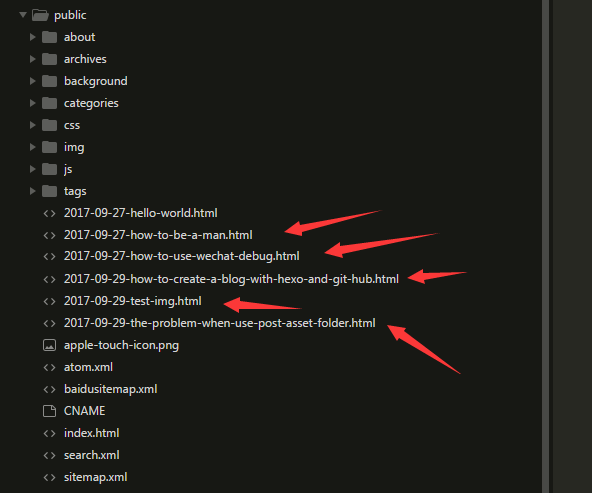 public
about
archives
background
categories
css
img
js
tags
2017-09-27-hello-world.html
2017-09-27-how-to-be-a-man.html
2017-09-27-how-to-use-wechat-debug.html
2017-09-29-how-to-create-a-blog-with-hexo-and-git-hub.html
2017-09-29-test-img.html
2017-09-29-the-problem-when-use-post-asset-folder.html
apple-touch-icon.png
atom.xml
baidusitemap.xml
CNAME
index.html
search.xml
sitemap.xml